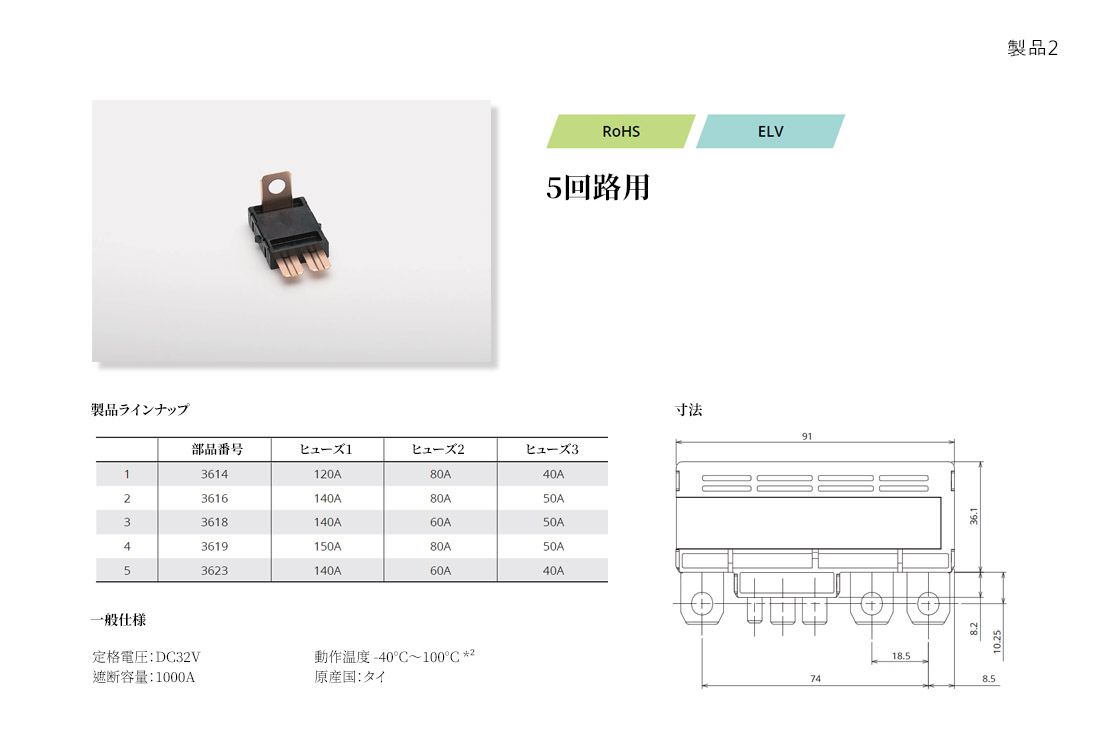 製品2
RoHS ELV
5回路用
製品ラインナップ
部品番号 ヒューズ1 ヒューズ2 ヒューズ3
1 3614 120A 80A 40A
2 3616 140A 80A 50A
3 3618 140A 60A 50A
4 3619 150A 80A 50A
5 3623 140A 60A 40A
一般仕様
定格電圧：DC32V
遮断容量：1000A
動作温度 -40℃～100℃ *2
原産国：タイ
寸法
91
36.1
8.2
10.25
18.5
74
8.5